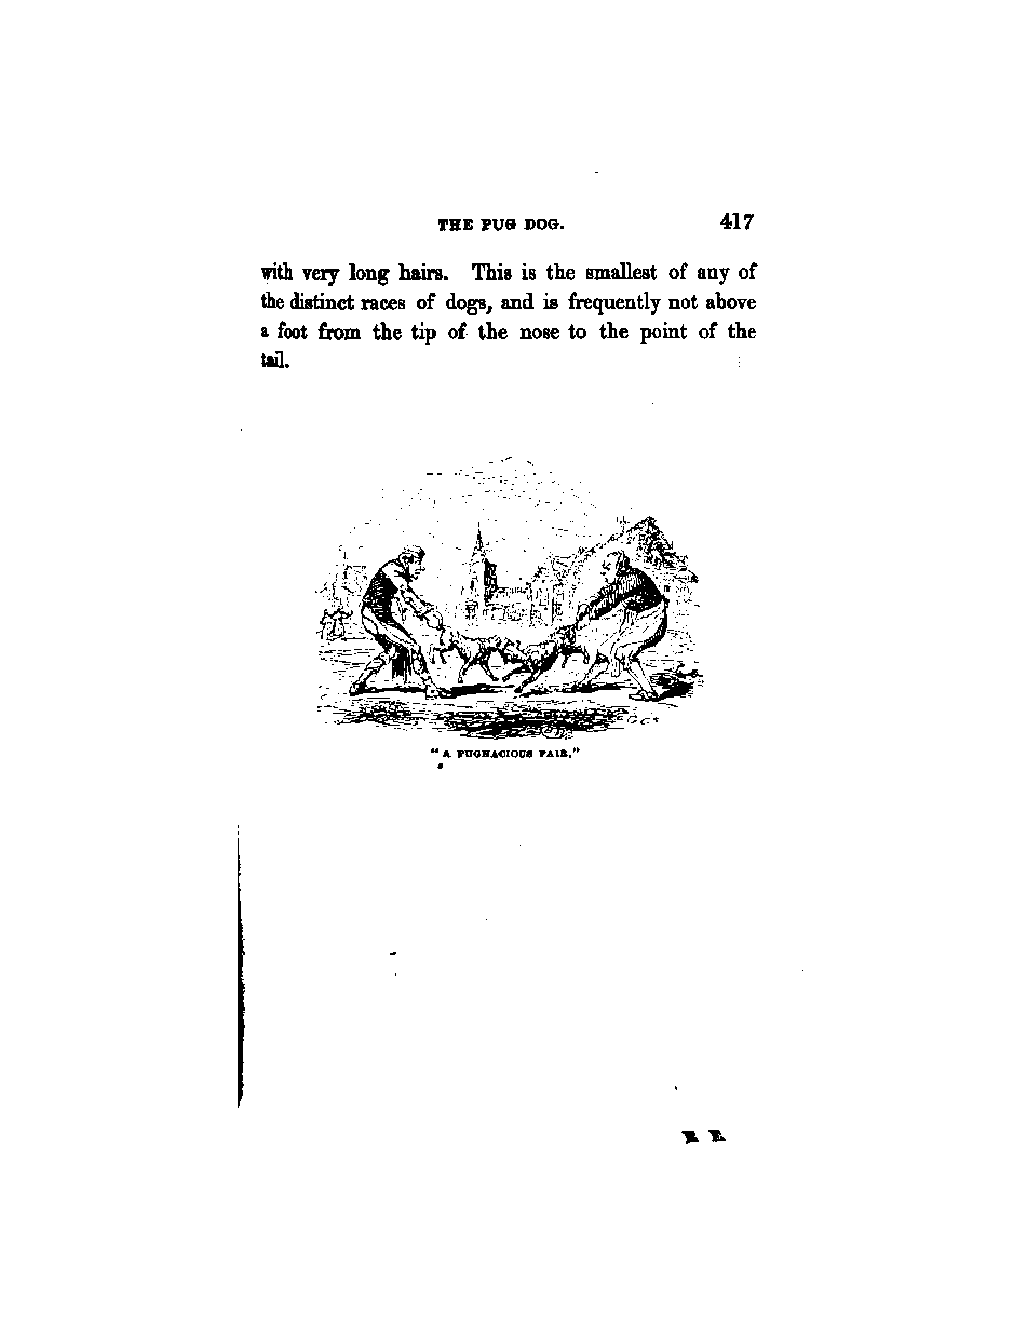 THE PUG DOG. 417
with very long hairs. This is the smallest of any of
the distinct races of dogs, and is frequently not above
a foot from the tip of the nose to the point of the
tail.
"A PUGNACIOUS PAIR."
E E